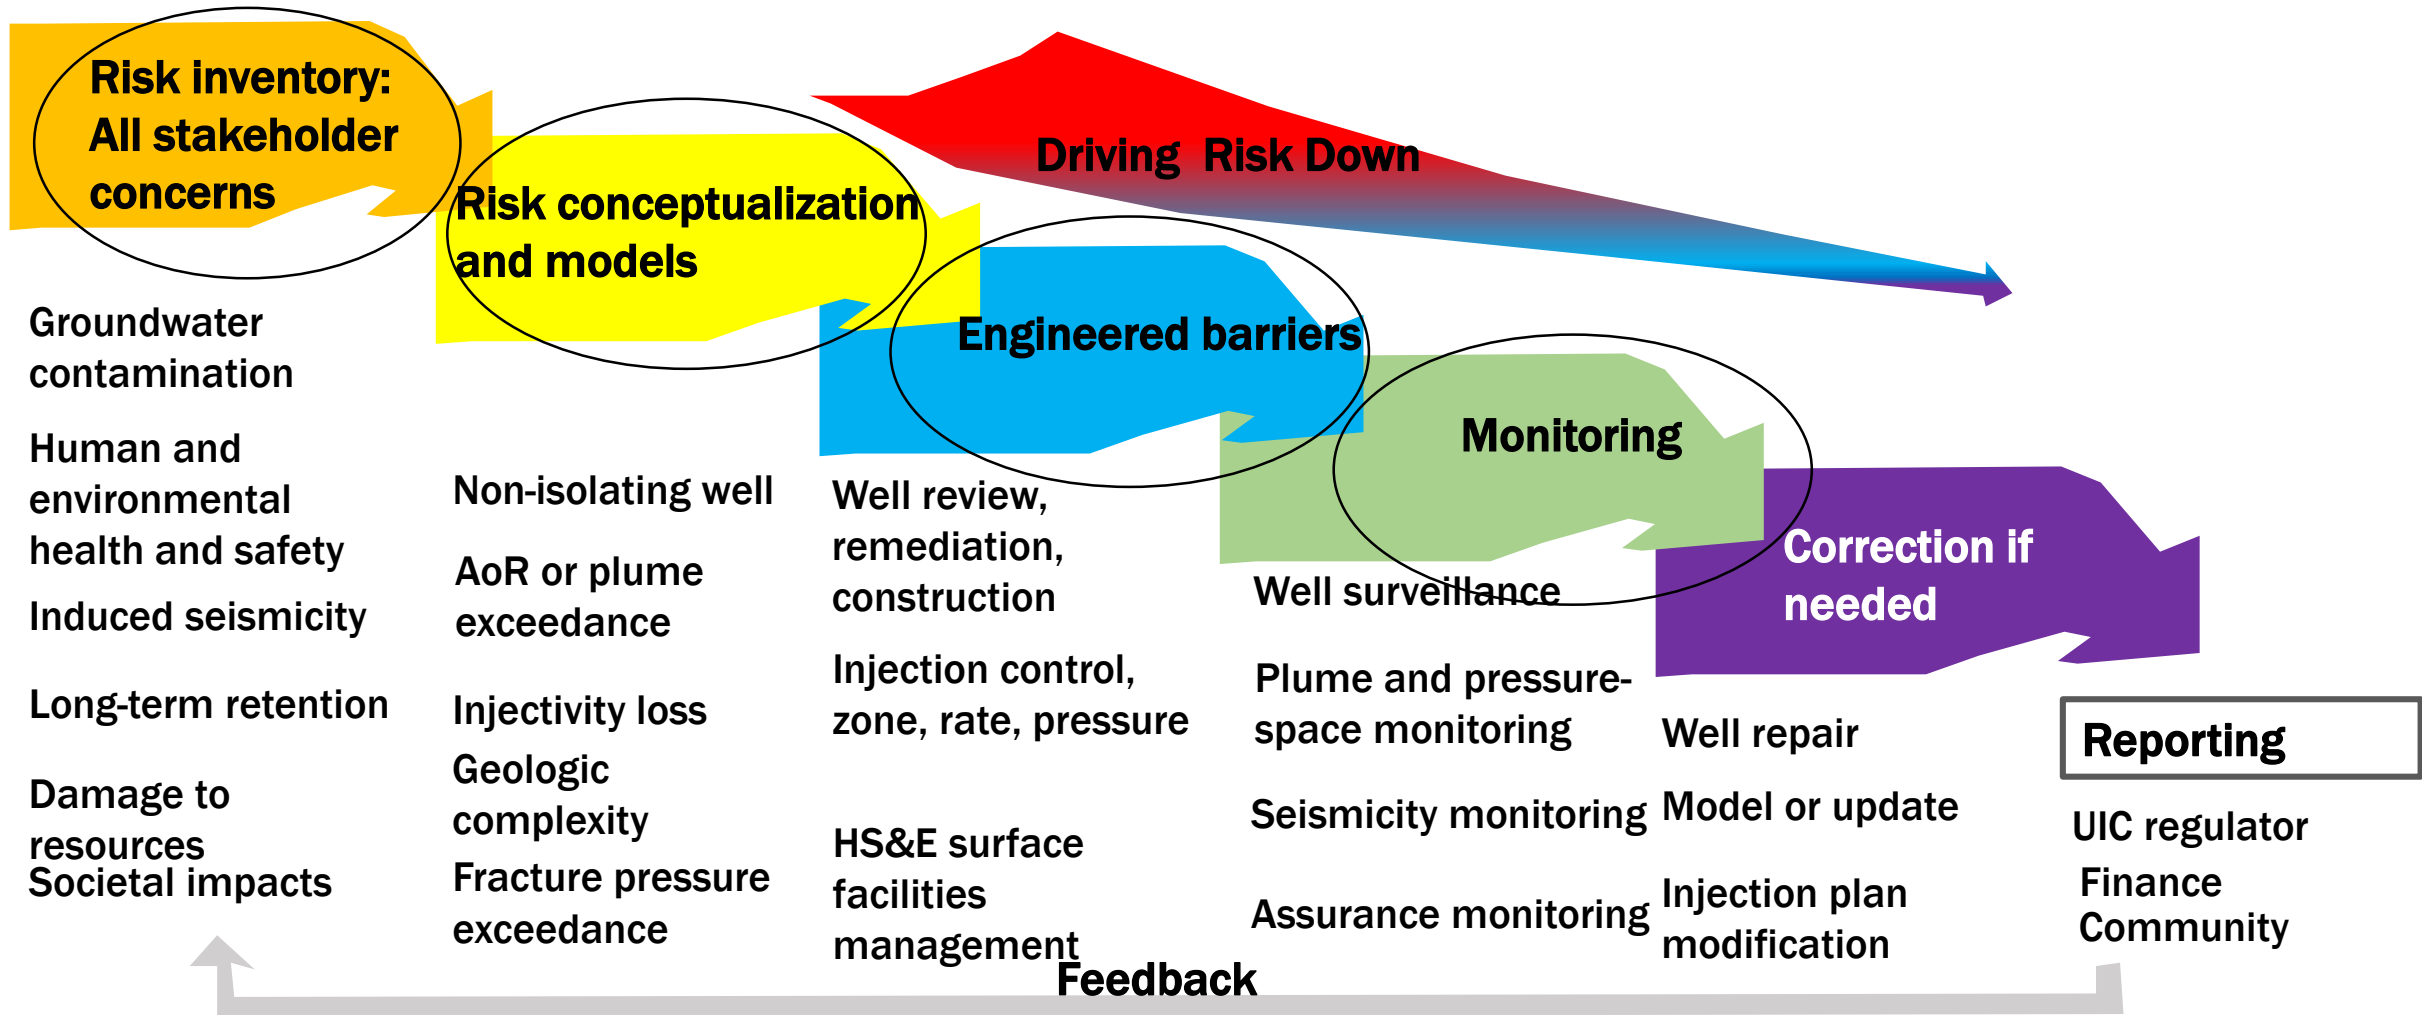 Risk inventory:
All stakeholder
concerns
Groundwater
contamination
Human and
environmental
health and safety
Induced seismicity
Long-term retention
Damage to
resources
Societal impacts
Risk conceptualization
and models
Non-isolating well
AoR or plume
exceedance
Injectivity loss
Geologic
complexity
Fracture pressure
exceedance
Driving Risk Down
Engineered barriers
Well review,
remediation,
construction
Injection control,
zone, rate, pressure
HS&E surface
facilities
management
Monitoring
Well surveillance
Plume and pressure-
space monitoring
Seismicity monitoring
Assurance monitoring
Correction if
needed
Well repair
Model or update
Injection plan
modification
Reporting
UIC regulator
Finance
Community
Feedback